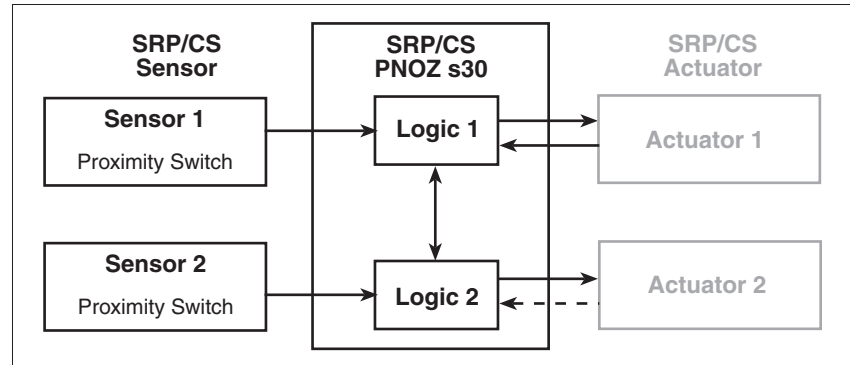 SRP/CS
Sensor
SRP/CS
PNOZ s30
SRP/CS
Actuator
Sensor 1
Proximity Switch
Logic 1
Actuator 1
Sensor 2
Proximity Switch
Logic 2
Actuator 2